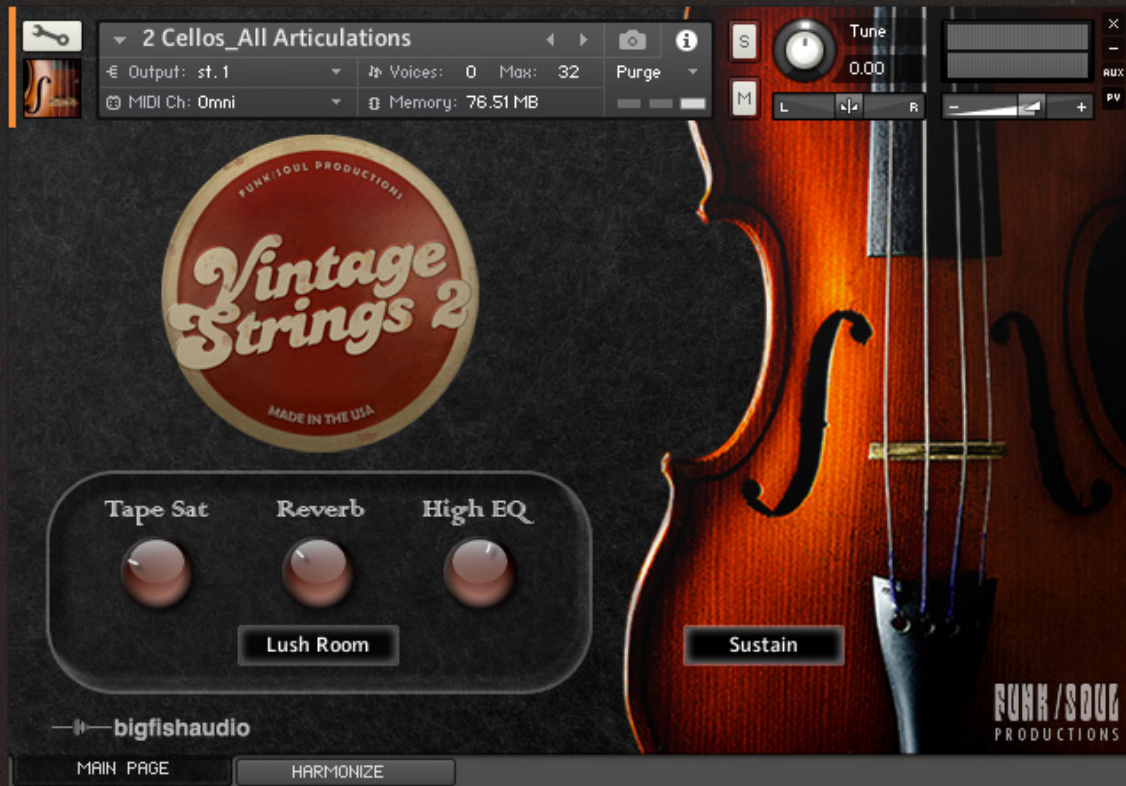 2 Cellos_All Articulations
Output: st. 1
Voices: 0 Max: 32
Purge
MIDI Ch: Omni
Memory: 76.51 MB
S
M
Tune
0.00
L R
- +
×
−
AUX
PV
FUNK/SOUL PRODUCTIONS
Vintage
Strings 2
MADE IN THE USA
Tape Sat
Reverb
High EQ
Lush Room
Sustain
bigfishaudio
FUNK/SOUL
PRODUCTIONS
MAIN PAGE
HARMONIZE